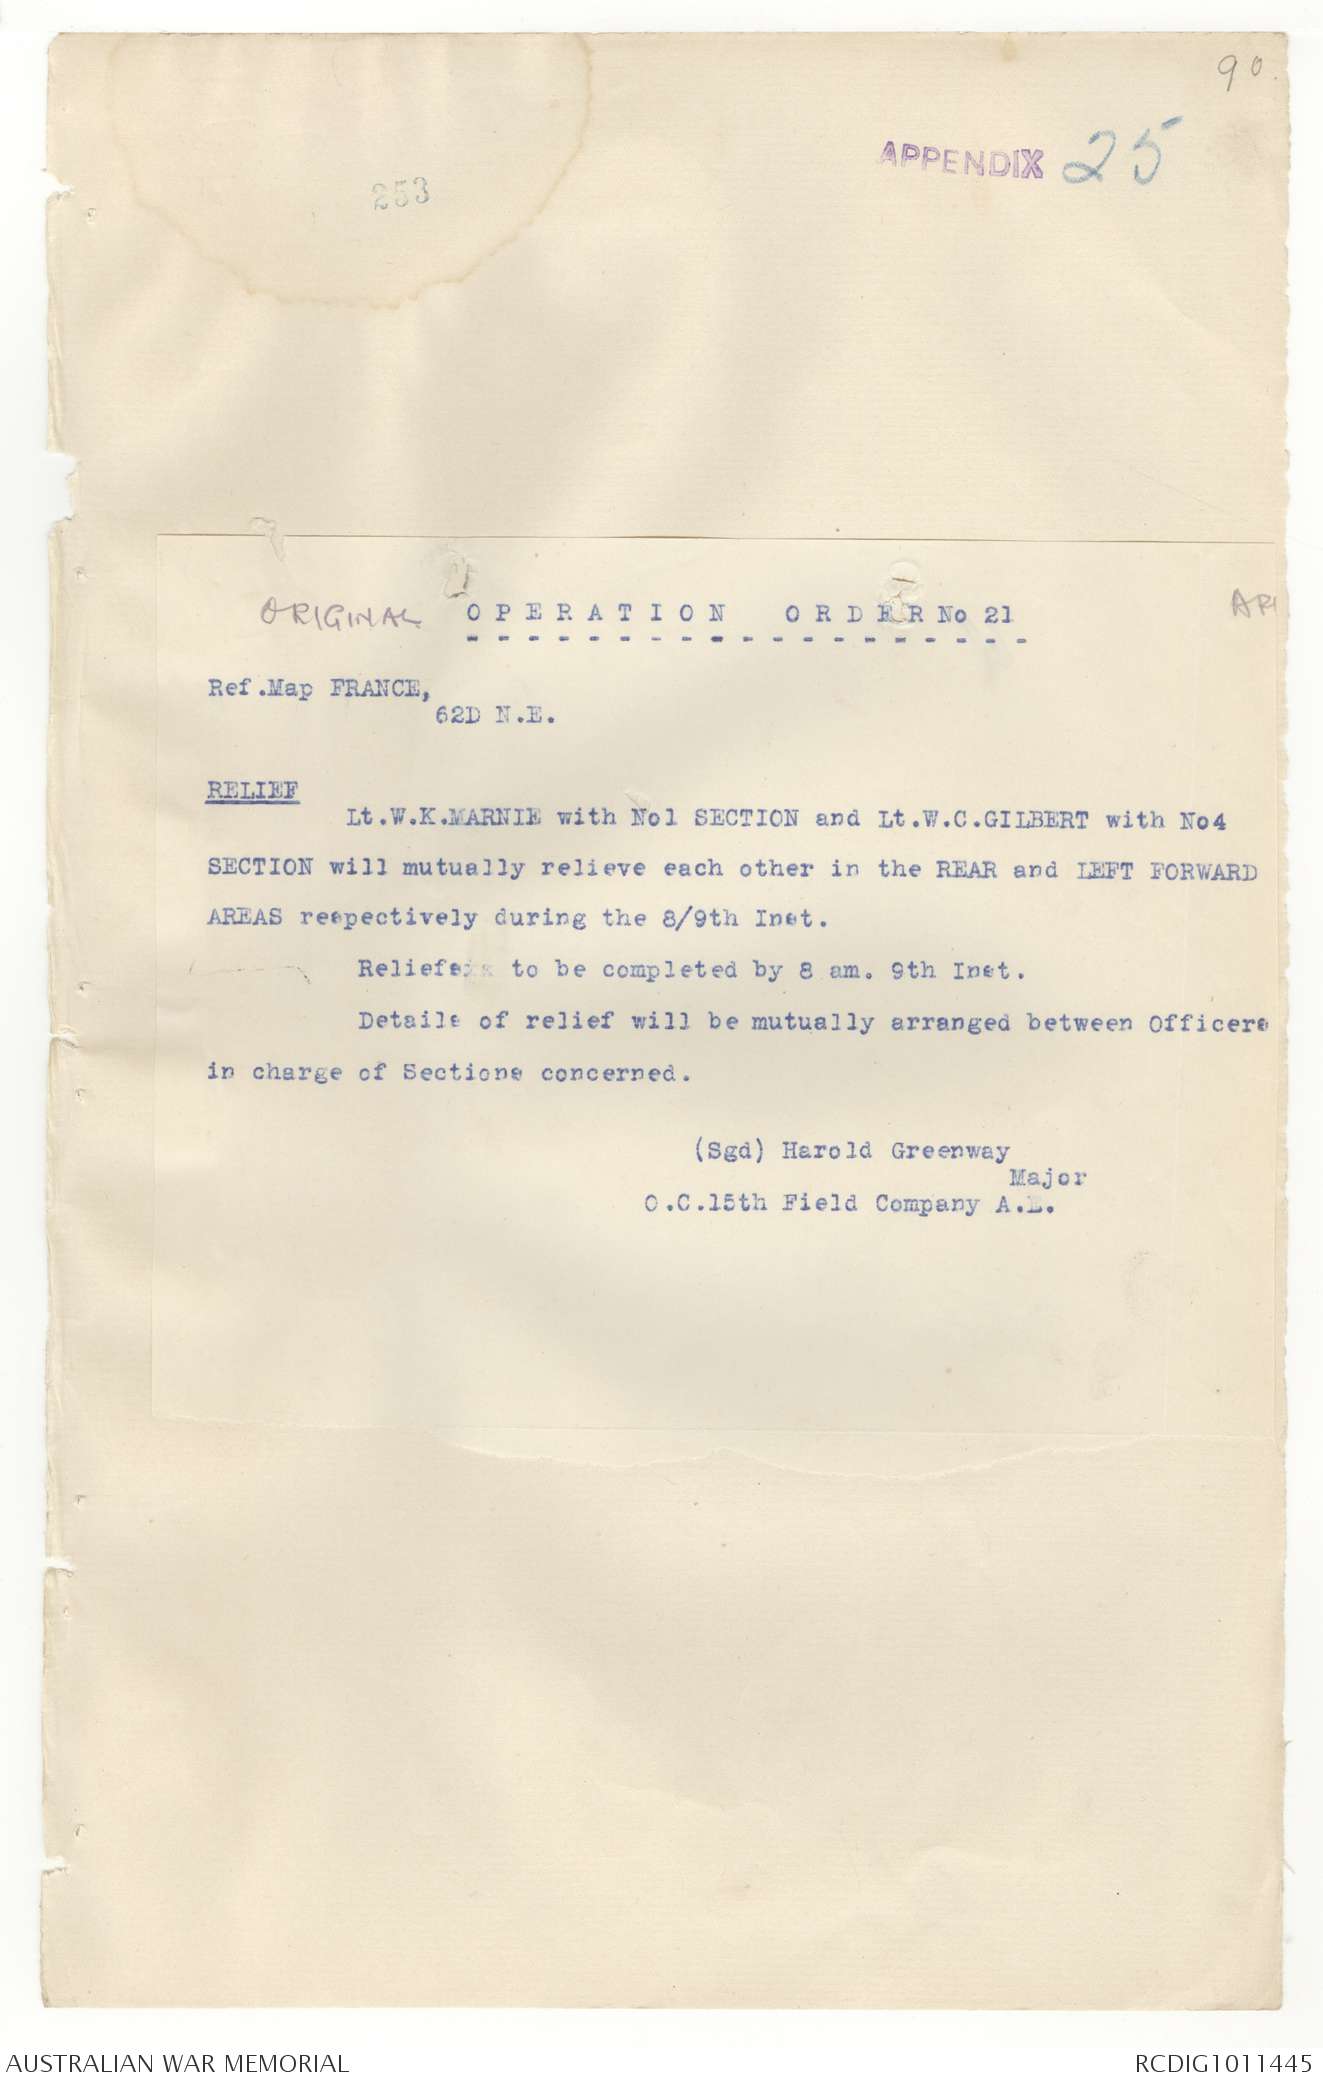 90.
APPENDIX 25
253
ORIGINAL OPERATION ORDER No 21
Ref.Map FRANCE,
62D N.E.
RELIEF
Lt.W.K.MARNIE with No1 SECTION and Lt.W.C.GILBERT with No4
SECTION will mutually relieve each other in the REAR and LEFT FORWARD
AREAS respectively during the 8/9th Inst.
Reliefs to be completed by 8 am. 9th Inst.
Details of relief will be mutually arranged between Officers
in charge of Sections concerned.
(Sgd) Harold Greenway
Major
O.C.15th Field Company A.E.
AUSTRALIAN WAR MEMORIAL
RCDIG1011445